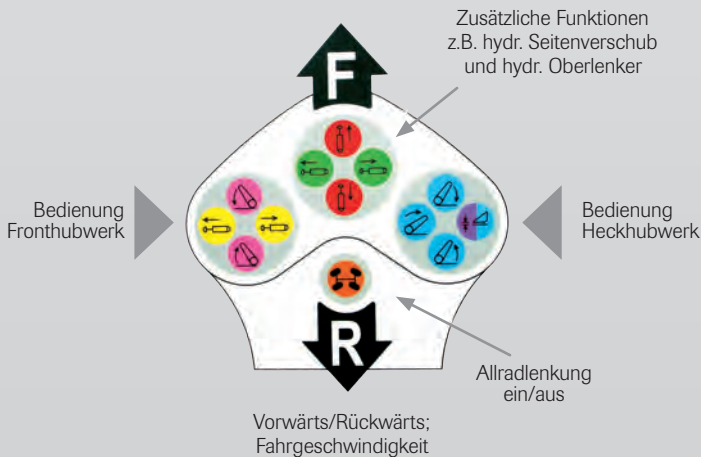 Zusätzliche Funktionen
z.B. hydr. Seitenverschub
und hydr. Oberlenker
F
Bedienung
Fronthubwerk
Bedienung
Heckhubwerk
R
Allradlenkung
ein/aus
Vorwärts/Rückwärts;
Fahrgeschwindigkeit